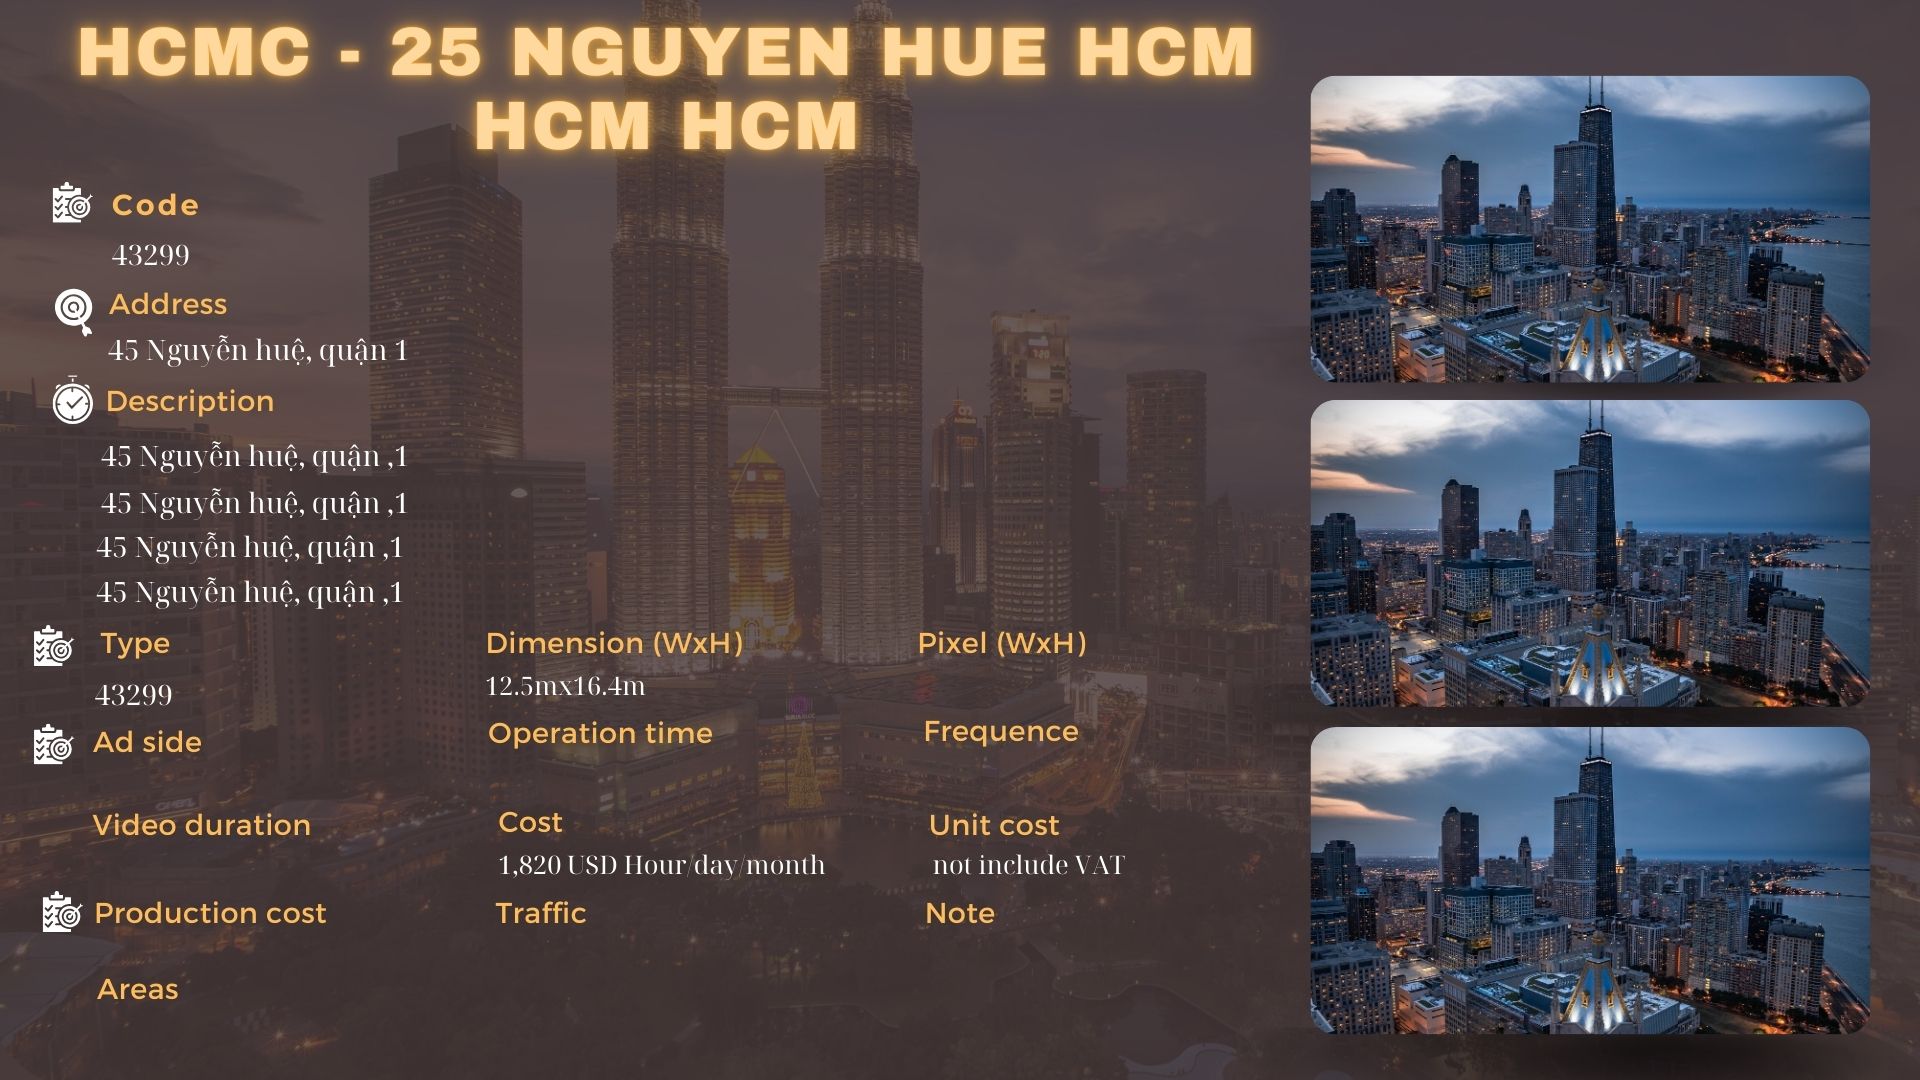 HCMC - 25 NGUYEN HUE HCM
HCM HCM
Code
43299
Address
45 Nguyễn huệ, quận 1
Description
45 Nguyễn huệ, quận ,1
45 Nguyễn huệ, quận ,1
45 Nguyễn huệ, quận ,1
45 Nguyễn huệ, quận ,1
Type
43299
Dimension (WxH)
12.5mx16.4m
Pixel (WxH)
Ad side
Operation time
Frequence
Video duration
Cost
1,820 USD Hour/day/month
Unit cost
not include VAT
Production cost
Traffic
Note
Areas